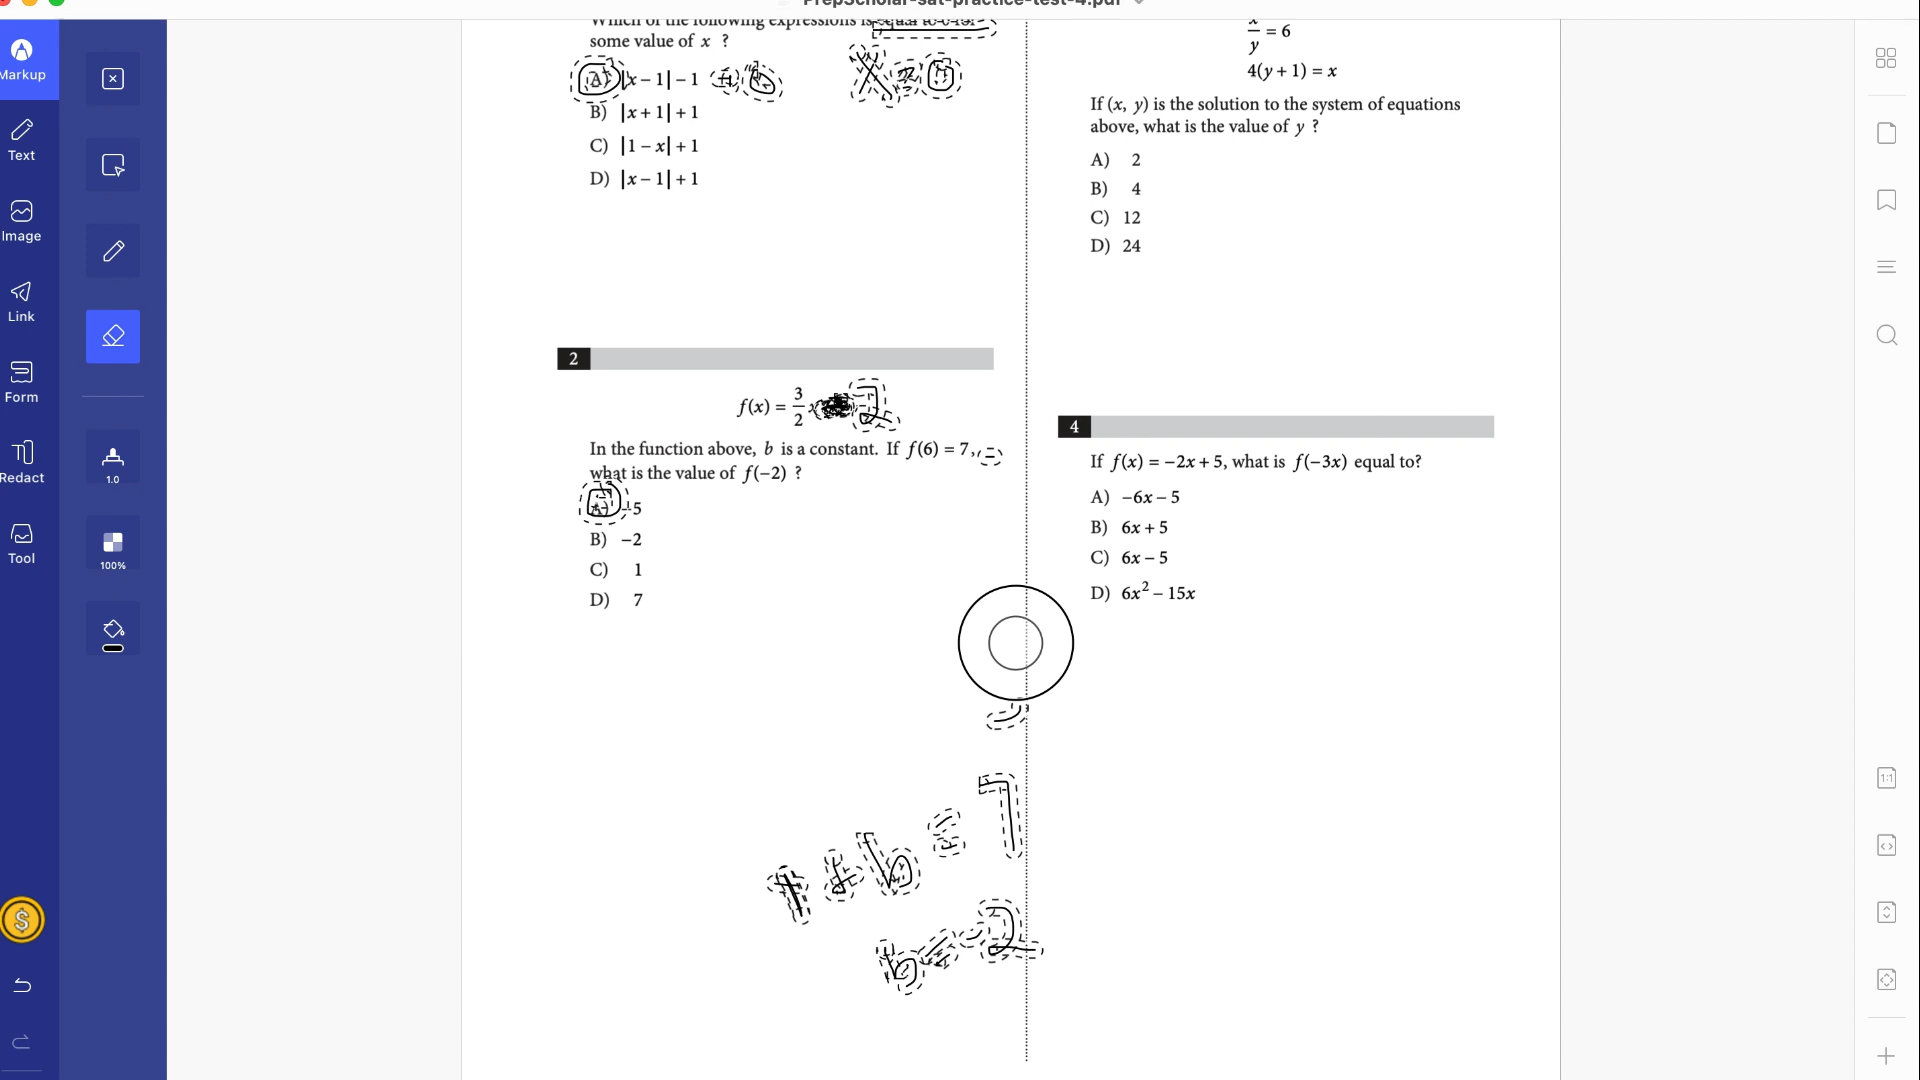 PrepScholar-sat-practice-test-4.pdf
Markup
Text
Image
Link
Form
Redact
Tool
1.0
100%
Which of the following expressions is equal to 0 for
some value of x ?
A) |x − 1| − 1
B) |x + 1| + 1
C) |1 − x| + 1
D) |x − 1| + 1
x = 0
2
f(x) = 3/2 x 2
In the function above, b is a constant. If f(6) = 7,
what is the value of f(−2) ?
A) −5
B) −2
C) 1
D) 7
+ b = 7
b = -2
x/y = 6
4(y + 1) = x
If (x, y) is the solution to the system of equations
above, what is the value of y ?
A) 2
B) 4
C) 12
D) 24
4
If f(x) = −2x + 5, what is f(−3x) equal to?
A) −6x − 5
B) 6x + 5
C) 6x − 5
D) 6x² − 15x
1:1